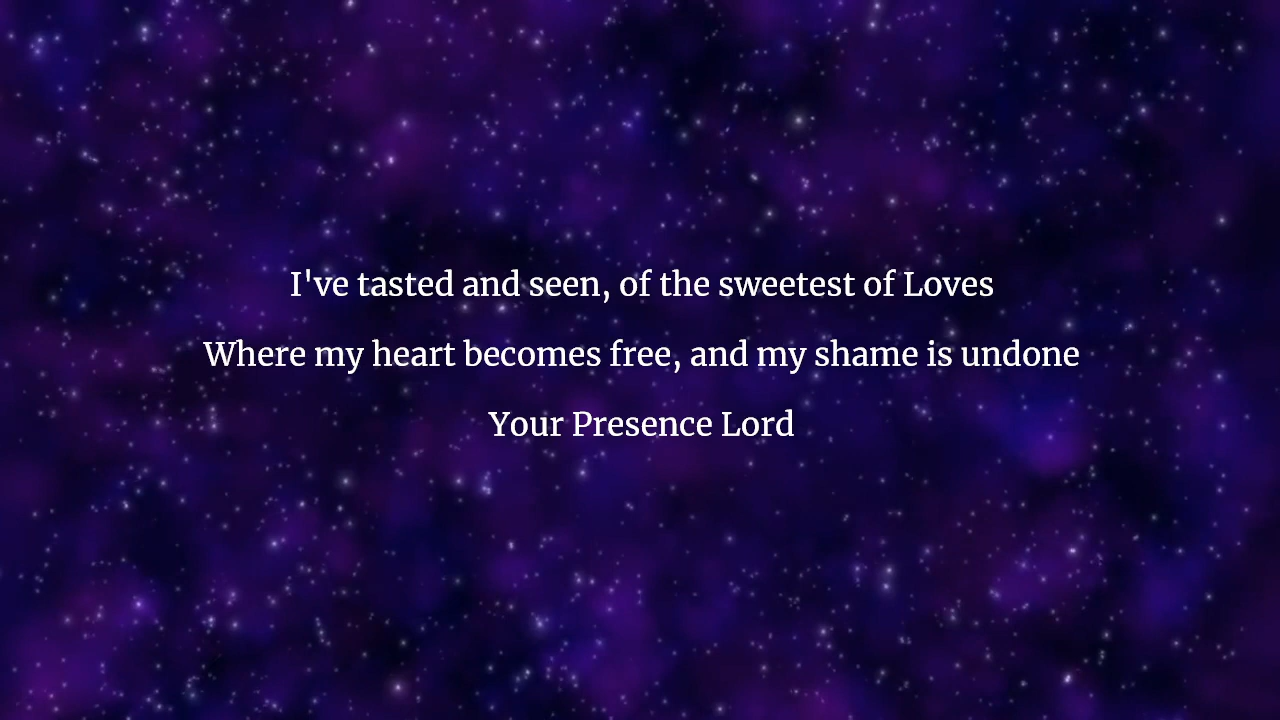 I've tasted and seen, of the sweetest of Loves
Where my heart becomes free, and my shame is undone
Your Presence Lord